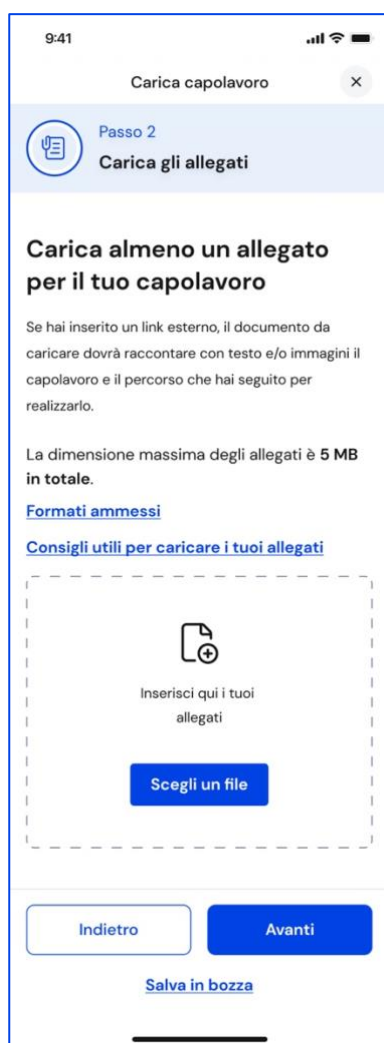 9:41
Carica capolavoro
Passo 2
Carica gli allegati
Carica almeno un allegato
per il tuo capolavoro
Se hai inserito un link esterno, il documento da
caricare dovrà raccontare con testo e/o immagini il
capolavoro e il percorso che hai seguito per
realizzarlo.
La dimensione massima degli allegati è 5 MB
in totale.
Formati ammessi
Consigli utili per caricare i tuoi allegati
Inserisci qui i tuoi
allegati
Scegli un file
Indietro
Avanti
Salva in bozza